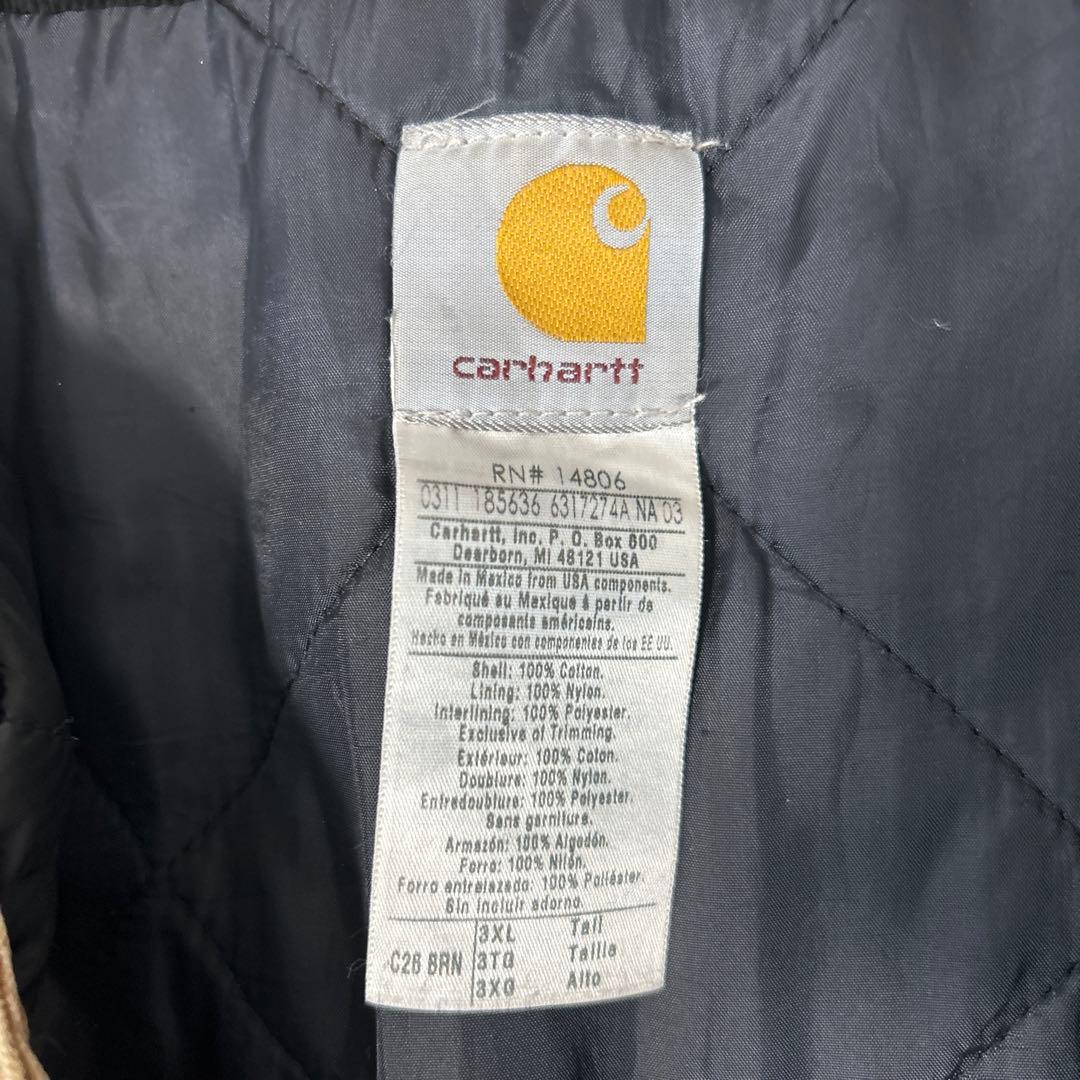 carhartt
RN# 14806
0311 185636 6317274A NA 03
Carhartt, Inc. P. O. Box 600
Dearborn, MI 48121 USA
Made in Mexico from USA components.
Fabriqué au Mexique à partir de
composants américains.
Hecho en México con componentes de los EE UU.
Shell: 100% Cotton.
Lining: 100% Nylon.
Interlining: 100% Polyester.
Exclusive of Trimming.
Extérieur: 100% Coton.
Doublure: 100% Nylon.
Entredoublure: 100% Polyester.
Sans garniture.
Armazón: 100% Algodón.
Forro: 100% Nilón.
Forro entrelazado: 100% Poliéster.
Sin incluir adorno.
C26 BRN
3XL Tall
3TG Taille
3XG Alto